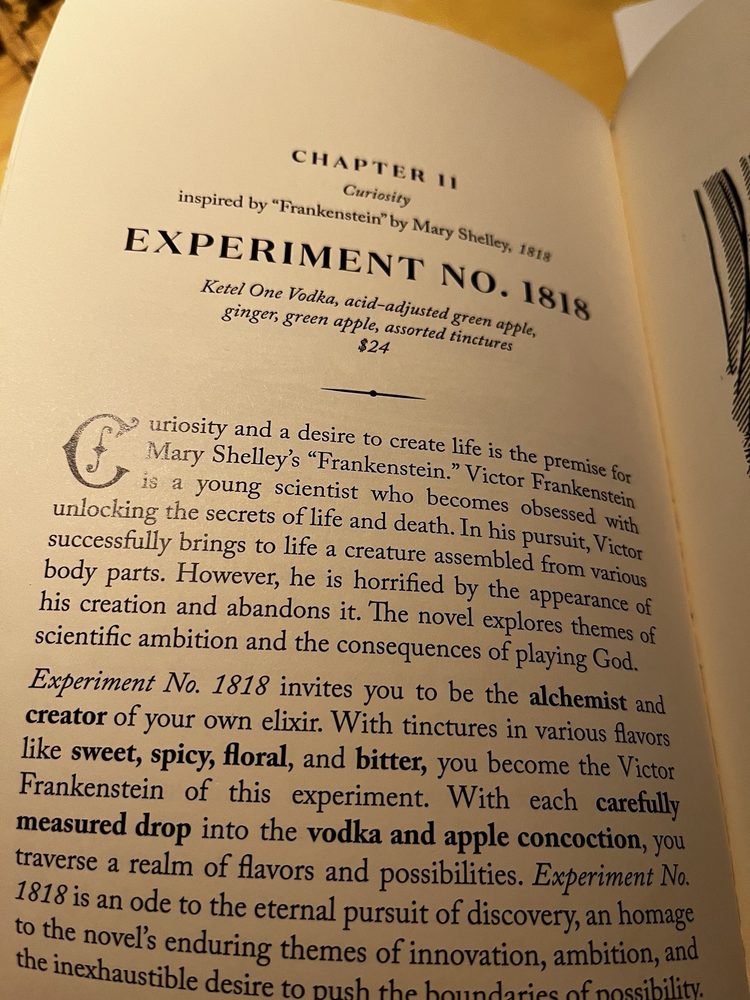 CHAPTER II
Curiosity
inspired by “Frankenstein” by Mary Shelley, 1818
EXPERIMENT NO. 1818
Ketel One Vodka, acid-adjusted green apple,
ginger, green apple, assorted tinctures
$24
Curiosity and a desire to create life is the premise for
Mary Shelley’s “Frankenstein.” Victor Frankenstein
is a young scientist who becomes obsessed with
unlocking the secrets of life and death. In his pursuit, Victor
successfully brings to life a creature assembled from various
body parts. However, he is horrified by the appearance of
his creation and abandons it. The novel explores themes of
scientific ambition and the consequences of playing God.
Experiment No. 1818 invites you to be the alchemist and
creator of your own elixir. With tinctures in various flavors
like sweet, spicy, floral, and bitter, you become the Victor
Frankenstein of this experiment. With each carefully
measured drop into the vodka and apple concoction, you
traverse a realm of flavors and possibilities. Experiment No.
1818 is an ode to the eternal pursuit of discovery, an homage
to the novel’s enduring themes of innovation, ambition, and
the inexhaustible desire to push the boundaries of possibility.